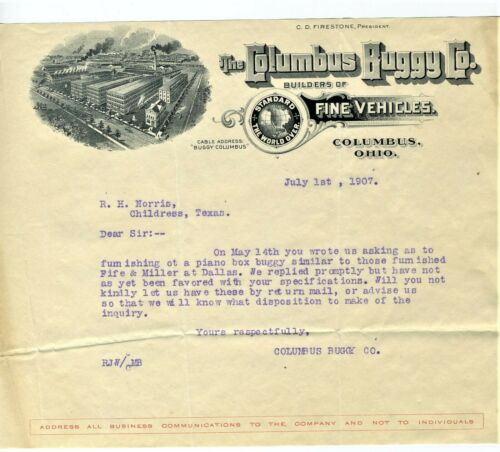 C. D. FIRESTONE, PRESIDENT.
The Columbus Buggy Co.
BUILDERS OF
FINE VEHICLES.
STANDARD
THE WORLD OVER
CABLE ADDRESS
"BUGGY COLUMBUS"
COLUMBUS,
OHIO.
July 1st , 1907.
R. H. Norris,
Childress, Texas.
Dear Sir:--
On May 14th you wrote us asking as to
furnishing ot a piano box buggy similar to those furnished
Fife & Miller at Dallas. We replied promptly but have not
as yet been favored with your specifications. Will you not
kindly let us have these by return mail, or advise us
so that we will know what disposition to make of the
inquiry.
Yours respectfully,
COLUMBUS BUGGY CO.
RJW/ MB
ADDRESS ALL BUSINESS COMMUNICATIONS TO THE COMPANY AND NOT TO INDIVIDUALS